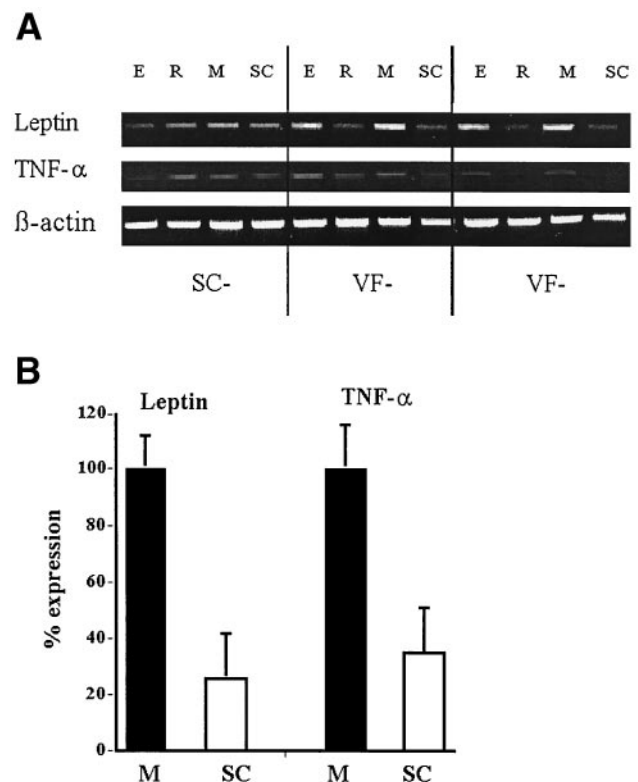 A
E R M SC E R M SC E R M SC
Leptin
TNF-α
ß-actin
SC- VF- VF-
B
Leptin TNF-α
120-
100-
80-
60-
40-
20-
0-
% expression
M SC M SC